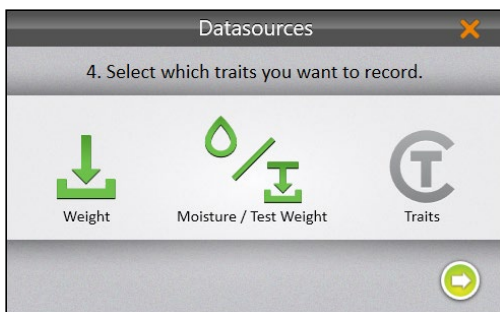 Datasources
4. Select which traits you want to record.
Weight
Moisture / Test Weight
Traits